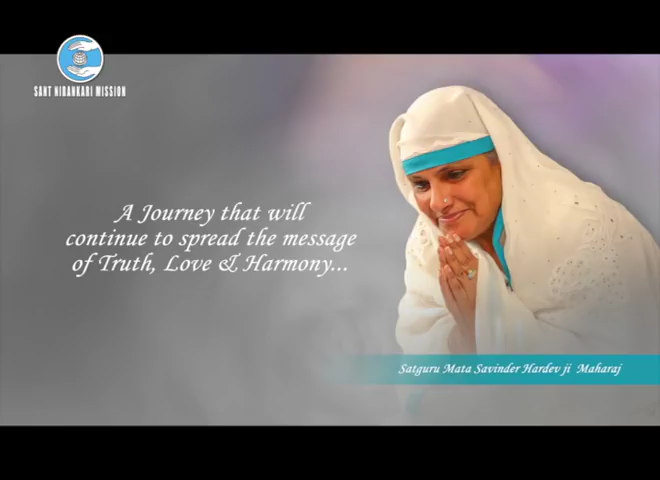 SANT NIRANKARI MISSION
A Journey that will
continue to spread the message
of Truth, Love & Harmony...
Satguru Mata Savinder Hardev ji Maharaj